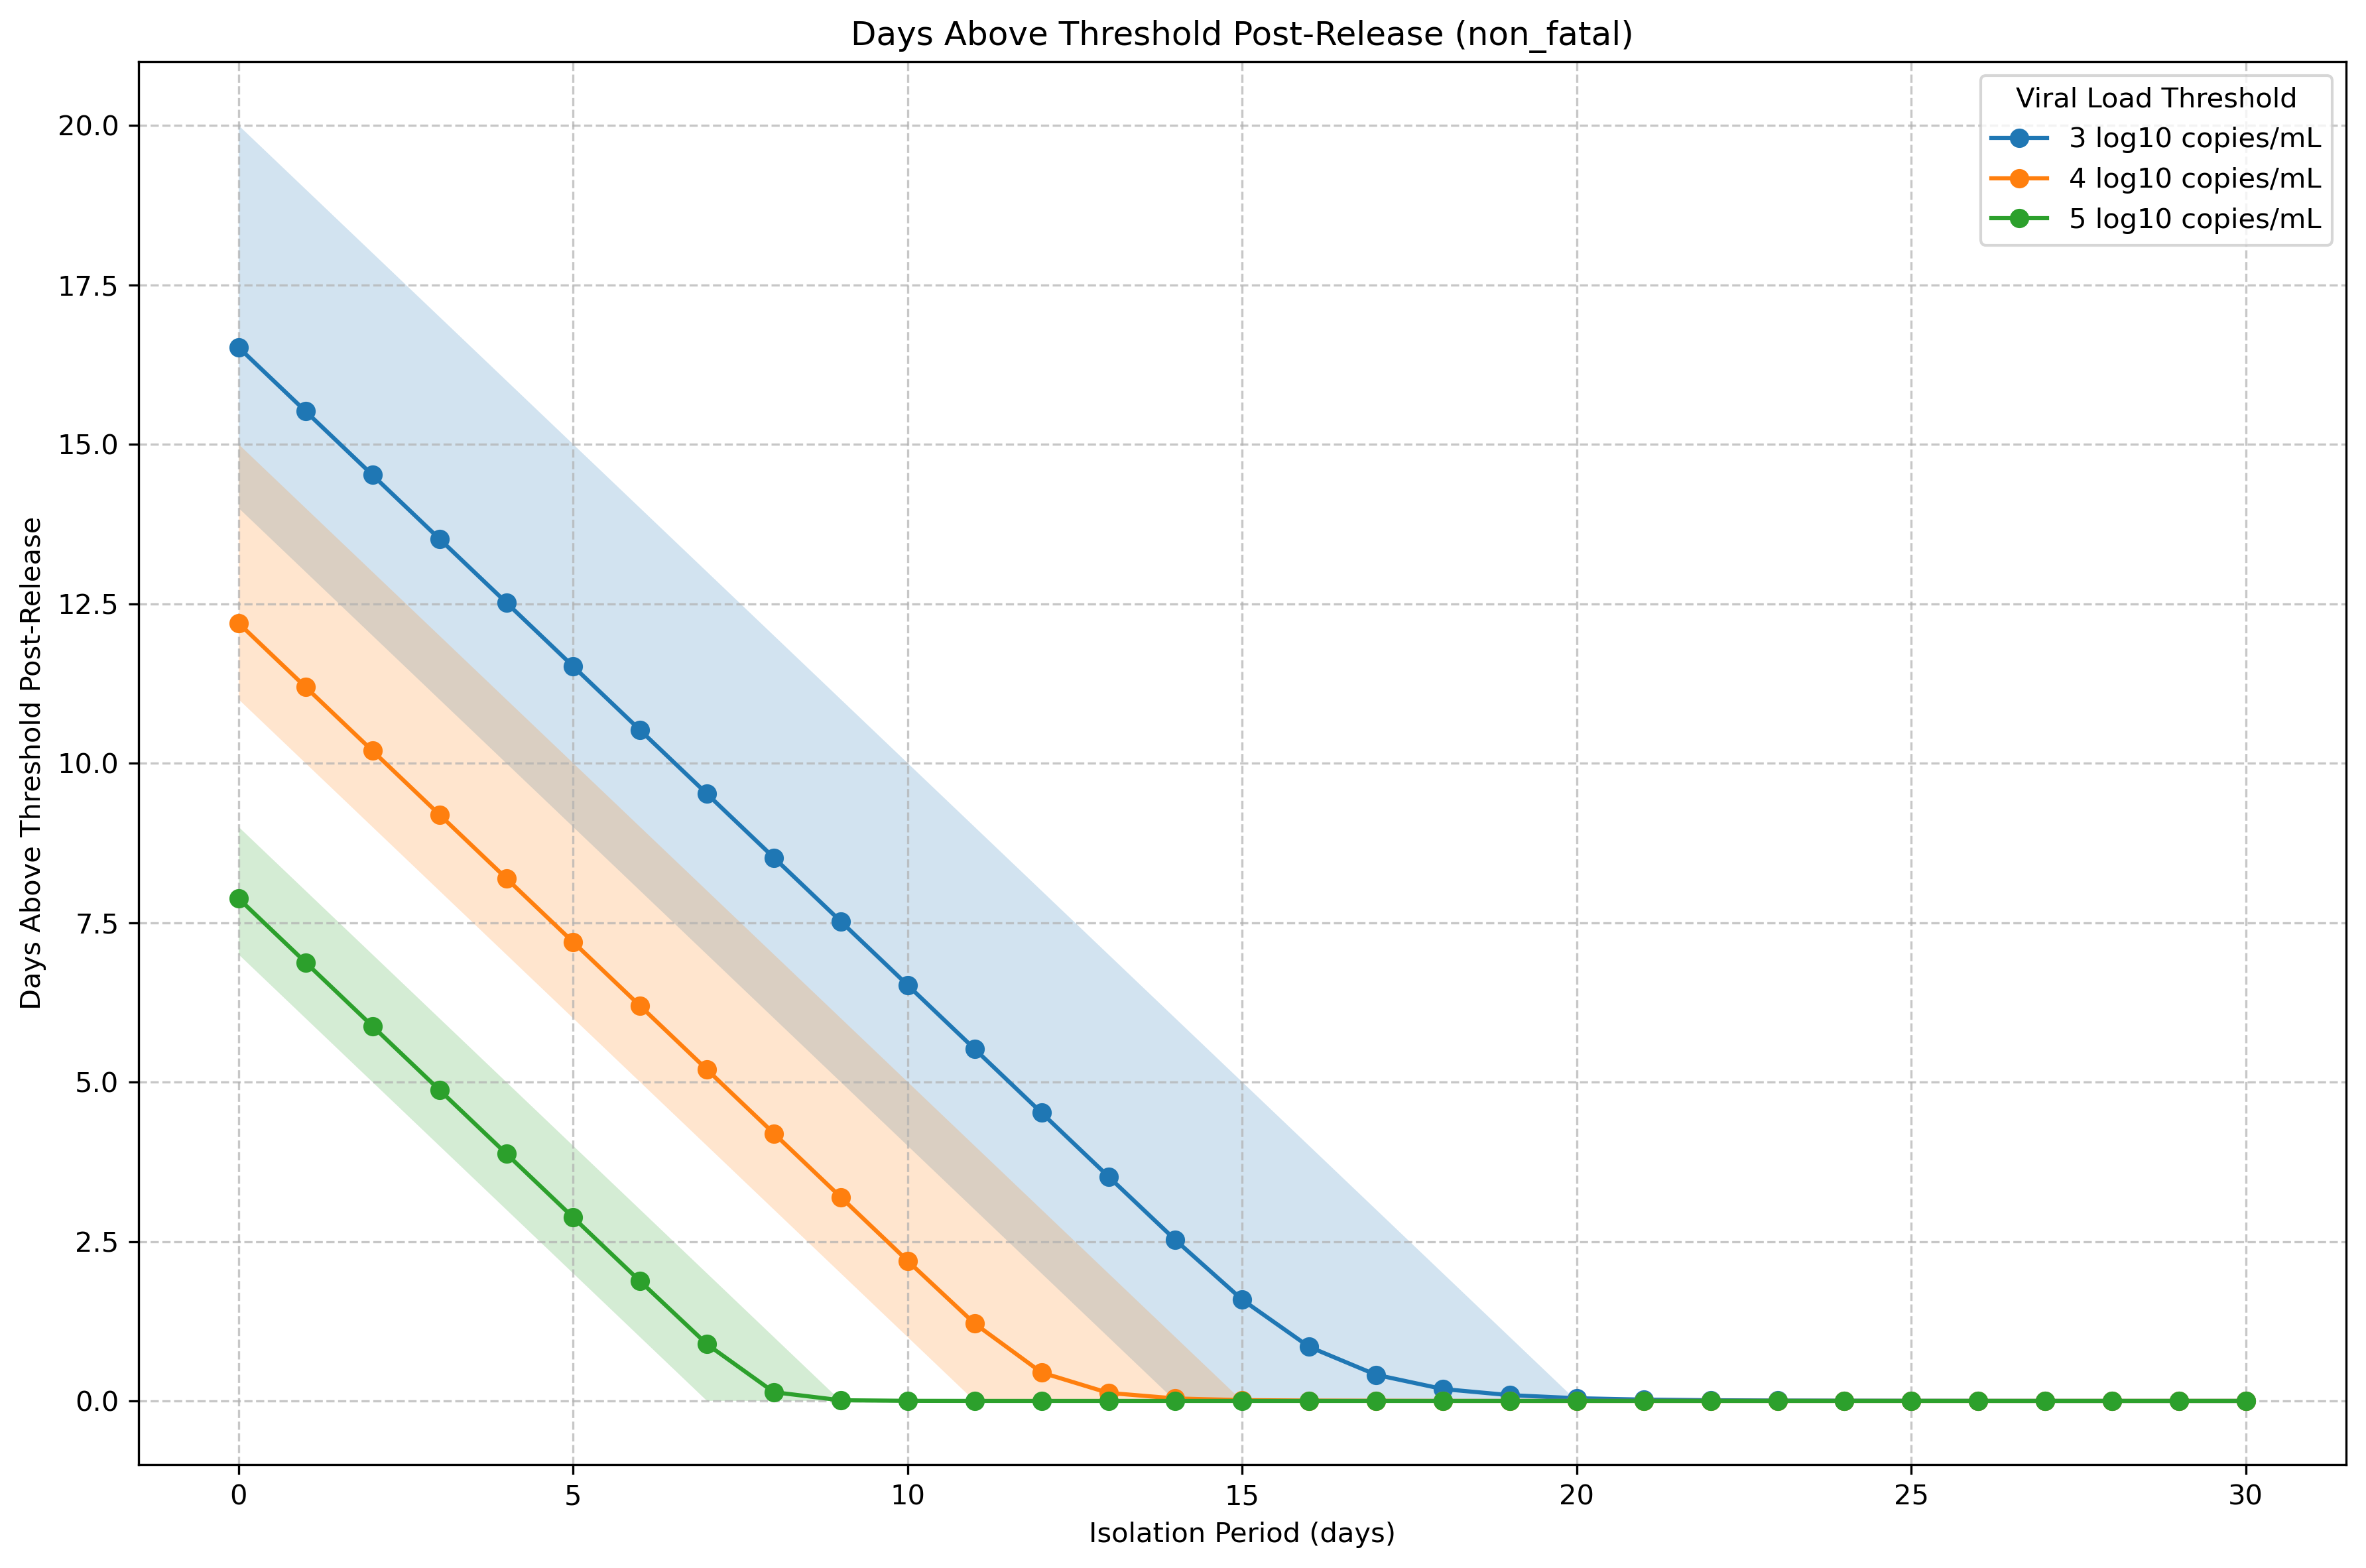 Days Above Threshold Post-Release (non_fatal)
Viral Load Threshold
3 log10 copies/mL
4 log10 copies/mL
5 log10 copies/mL
Days Above Threshold Post-Release
20.0
17.5
15.0
12.5
10.0
7.5
5.0
2.5
0.0
0 5 10 15 20 25 30
Isolation Period (days)